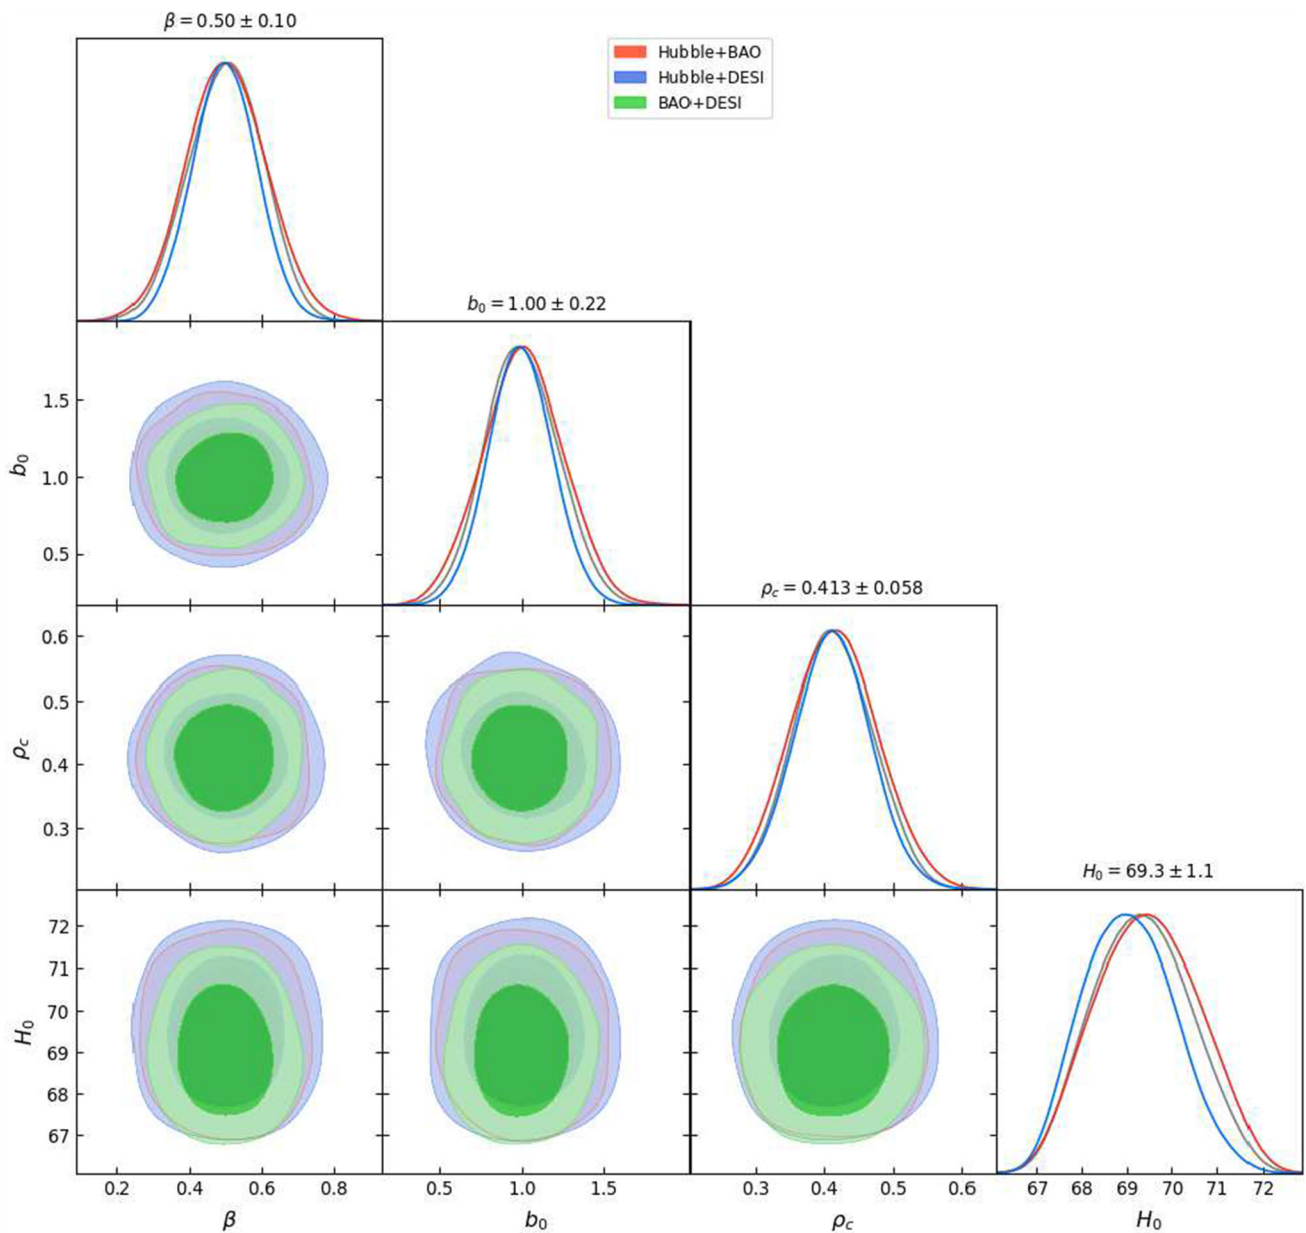 β = 0.50 ± 0.10
Hubble+BAO
Hubble+DESI
BAO+DESI
b₀ = 1.00 ± 0.22
1.5
1.0
0.5
b₀
ρ_c = 0.413 ± 0.058
0.6
0.5
0.4
0.3
ρ_c
H₀ = 69.3 ± 1.1
72
71
70
69
68
67
H₀
0.2 0.4 0.6 0.8 0.5 1.0 1.5 0.3 0.4 0.5 0.6 67 68 69 70 71 72
β b₀ ρ_c H₀